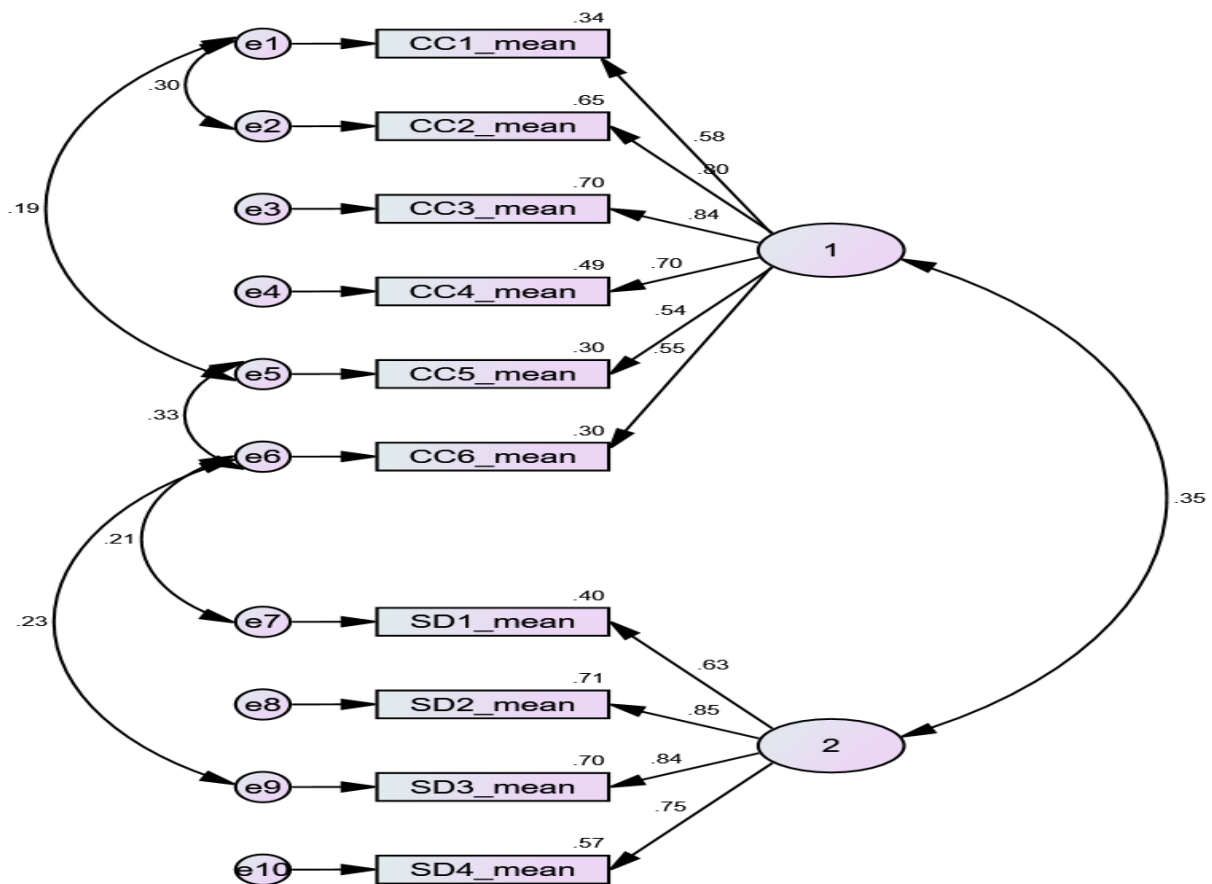 .34
e1 CC1_mean
.30
.65
e2 CC2_mean
.58
.80
.70
.19 e3 CC3_mean
.84
1
.49
.70
e4 CC4_mean
.54
.30
.55
e5 CC5_mean
.33
.30
e6 CC6_mean
.35
.21
.40
.23 e7 SD1_mean
.63
.71
e8 SD2_mean
.85
2
.70
.84
e9 SD3_mean
.75
.57
e10 SD4_mean